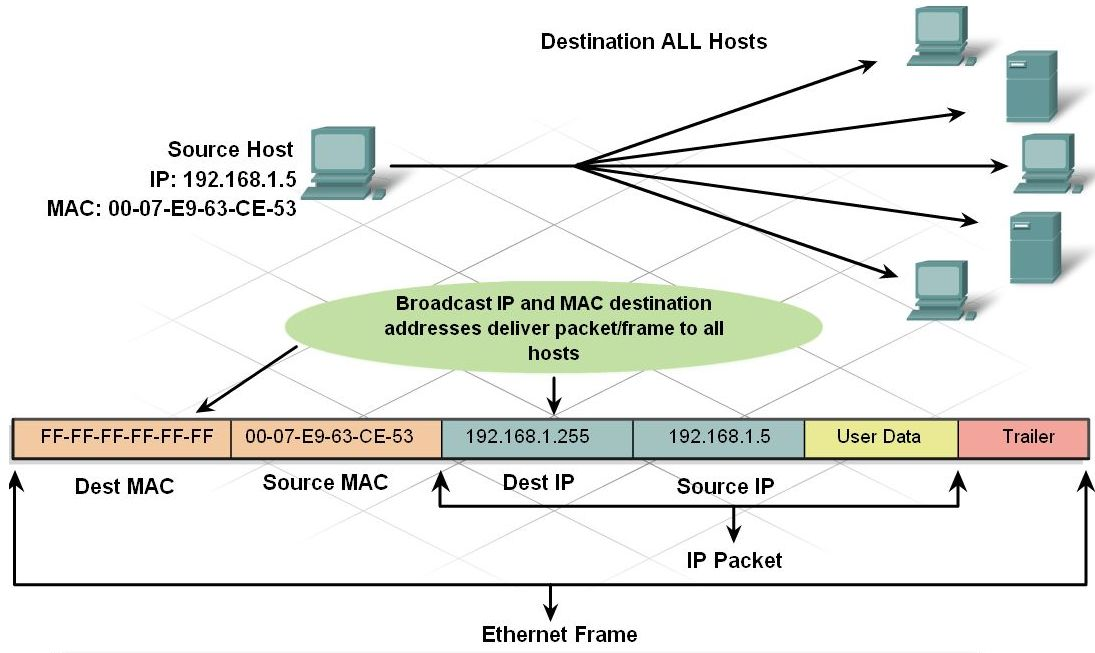 Destination ALL Hosts
Source Host
IP: 192.168.1.5
MAC: 00-07-E9-63-CE-53
Broadcast IP and MAC destination
addresses deliver packet/frame to all
hosts
FF-FF-FF-FF-FF-FF 00-07-E9-63-CE-53 192.168.1.255 192.168.1.5 User Data Trailer
Dest MAC Source MAC Dest IP Source IP
IP Packet
Ethernet Frame